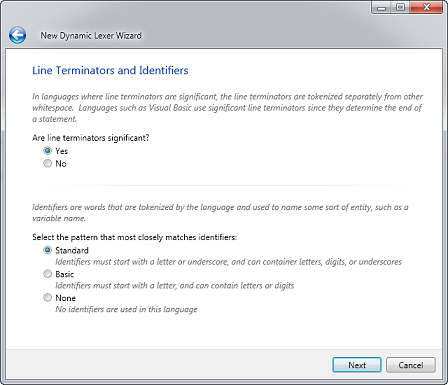 New Dynamic Lexer Wizard
Line Terminators and Identifiers
In languages where line terminators are significant, the line terminators are tokenized separately from other
whitespace. Languages such as Visual Basic use significant line terminators since they determine the end of
a statement.
Are line terminators significant?
Yes
No
Identifiers are words that are tokenized by the language and used to name some sort of entity, such as a
variable name.
Select the pattern that most closely matches identifiers:
Standard
Identifiers must start with a letter or underscore, and can container letters, digits, or underscores
Basic
Identifiers must start with a letter, and can contain letters or digits
None
No identifiers are used in this language
Next
Cancel